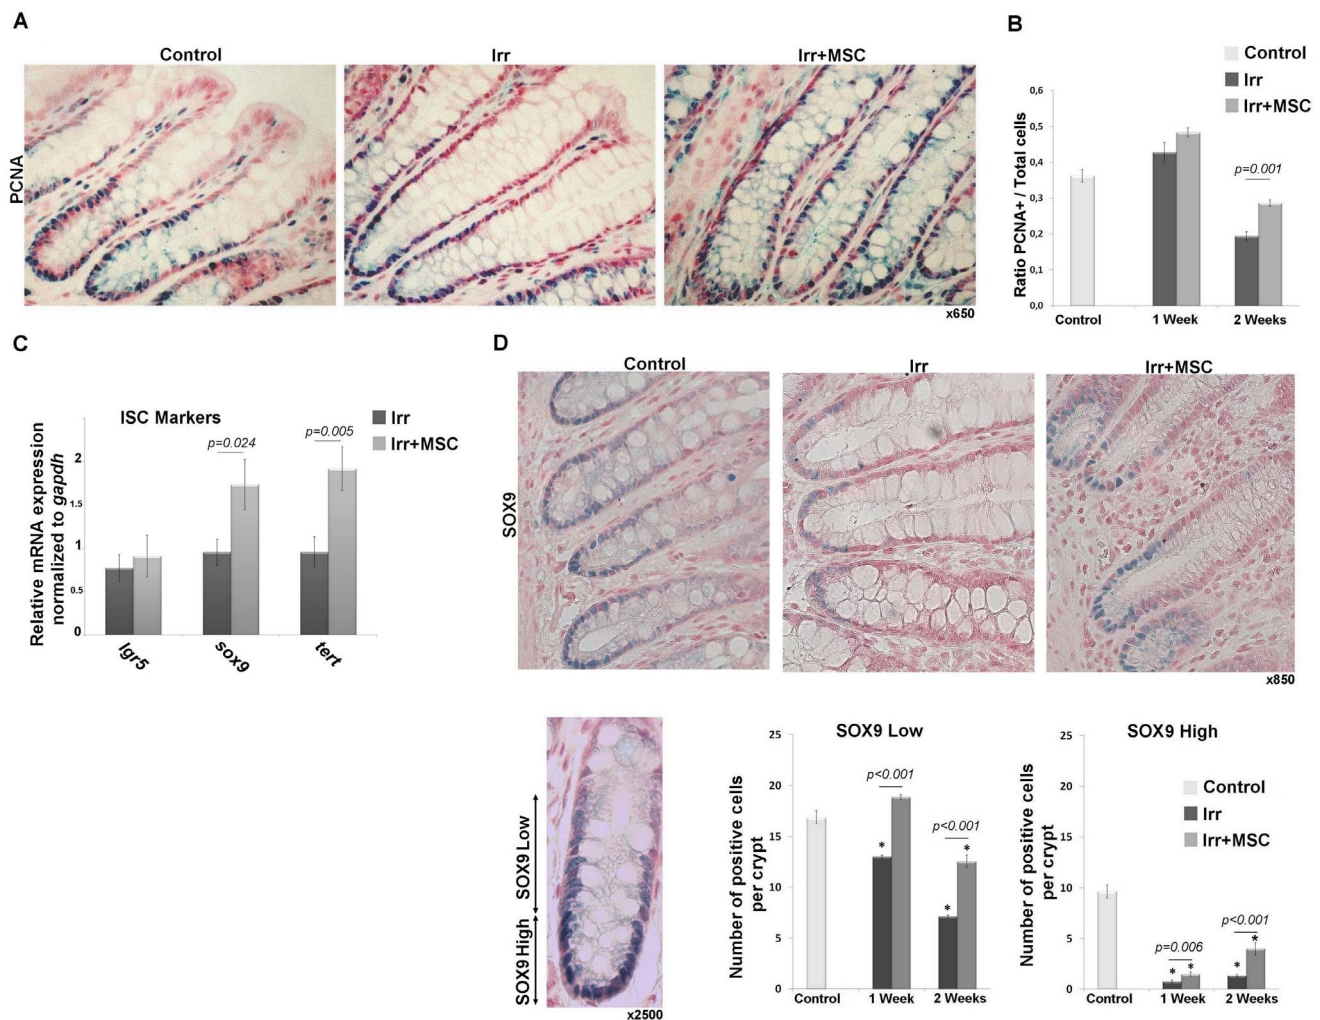 A
Control
Irr
Irr+MSC
PCNA
x650
B
Control
Irr
Irr+MSC
Ratio PCNA+ / Total cells
0,6
0,5
0,4
0,3
0,2
0,1
0,0
p=0.001
Control
1 Week
2 Weeks
C
ISC Markers
Irr
Irr+MSC
Relative mRNA expression
normalized to gapdh
2
1.5
1
0.5
0
p=0.024
p=0.005
lgr5
sox9
tert
D
Control
Irr
Irr+MSC
SOX9
x850
SOX9 Low
SOX9 High
x2500
SOX9 Low
Number of positive cells
per crypt
25
20
15
10
5
0
p<0.001
*
p<0.001
*
*
Control
1 Week
2 Weeks
SOX9 High
Number of positive cells
per crypt
25
20
15
10
5
0
Control
Irr
Irr+MSC
p=0.006
* *
p<0.001
*
*
Control
1 Week
2 Weeks